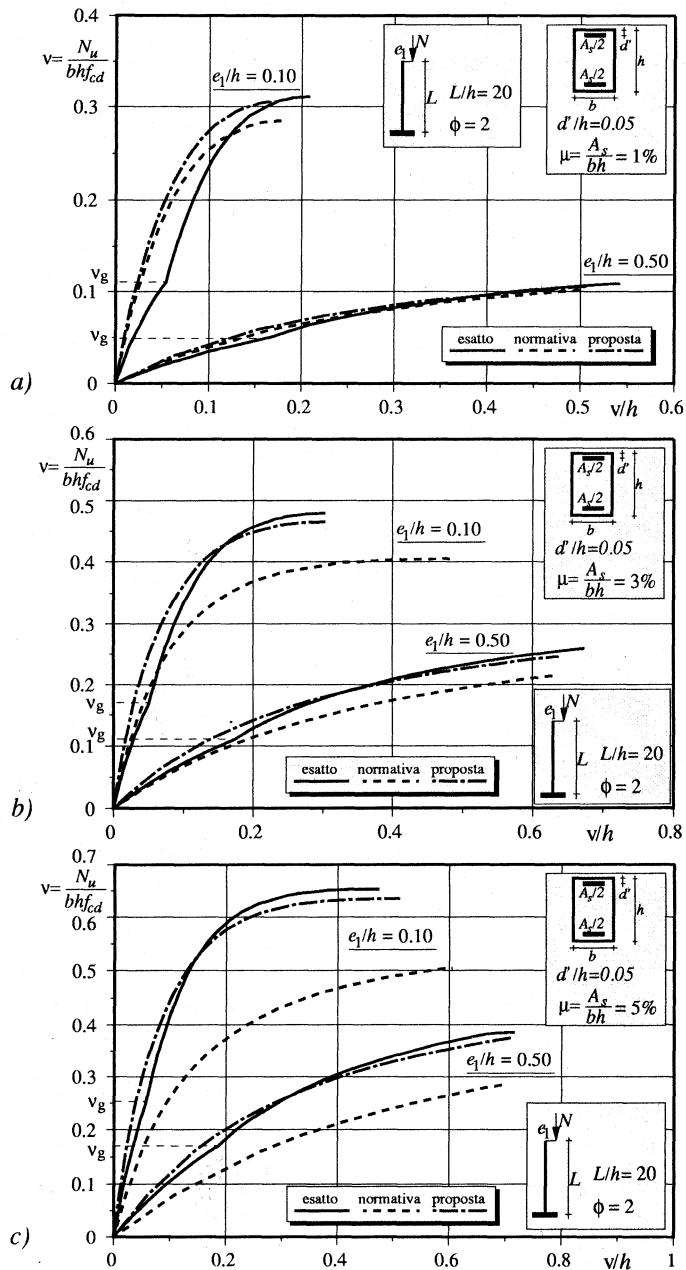 ν= N_u / bhf_cd
0.4
0.3
0.2
0.1
0
ν_g
ν_g
e_1/h = 0.10
e_1 N
L
L/h = 20
φ = 2
A_s/2
A_s/2
d'
h
b
d'/h=0.05
μ= A_s / bh = 1%
e_1/h = 0.50
esatto normativa proposta
0 0.1 0.2 0.3 0.4 0.5 v/h 0.6
a)
ν= N_u / bhf_cd
0.6
0.5
0.4
0.3
0.2
0.1
0
ν_g
ν_g
e_1/h = 0.10
A_s/2
A_s/2
d'
h
b
d'/h=0.05
μ= A_s / bh = 3%
e_1/h = 0.50
e_1 N
L
L/h = 20
φ = 2
esatto normativa proposta
0 0.2 0.4 0.6 v/h 0.8
b)
ν= N_u / bhf_cd
0.7
0.6
0.5
0.4
0.3
0.2
0.1
0
ν_g
ν_g
e_1/h = 0.10
A_s/2
A_s/2
d'
h
b
d'/h=0.05
μ= A_s / bh = 5%
e_1/h = 0.50
e_1 N
L
L/h = 20
φ = 2
esatto normativa proposta
0 0.2 0.4 0.6 0.8 v/h 1
c)